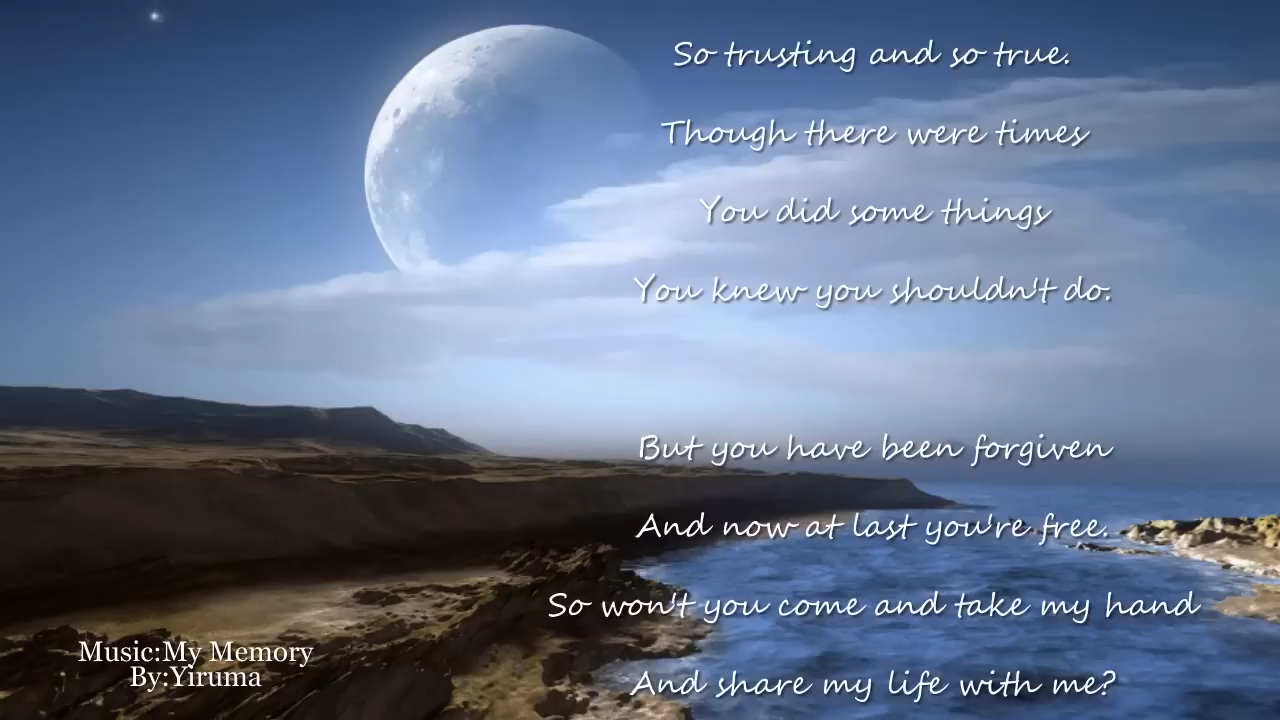 So trusting and so true.
Though there were times
You did some things
You knew you shouldn't do.
But you have been forgiven
And now at last you're free.
So won't you come and take my hand
And share my life with me?
Music:My Memory
By:Yiruma